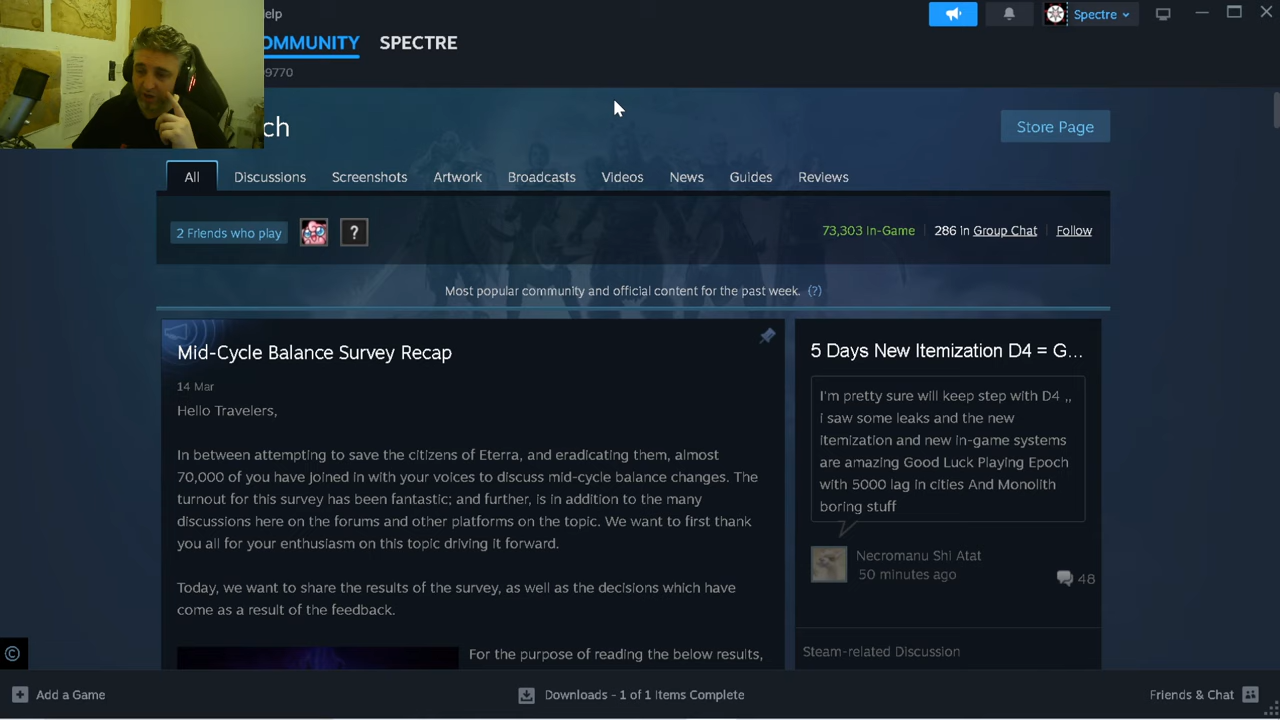 elp
Spectre
OMMUNITY SPECTRE
9770
ch
Store Page
All Discussions Screenshots Artwork Broadcasts Videos News Guides Reviews
2 Friends who play ? 73,303 In-Game 286 in Group Chat Follow
Most popular community and official content for the past week. (?)
Mid-Cycle Balance Survey Recap
14 Mar
Hello Travelers,
In between attempting to save the citizens of Eterra, and eradicating them, almost
70,000 of you have joined in with your voices to discuss mid-cycle balance changes. The
turnout for this survey has been fantastic; and further, is in addition to the many
discussions here on the forums and other platforms on the topic. We want to first thank
you all for your enthusiasm on this topic driving it forward.
Today, we want to share the results of the survey, as well as the decisions which have
come as a result of the feedback.
For the purpose of reading the below results,
5 Days New Itemization D4 = G...
I'm pretty sure will keep step with D4 ,,
i saw some leaks and the new
itemization and new in-game systems
are amazing Good Luck Playing Epoch
with 5000 lag in cities And Monolith
boring stuff
Necromanu Shi Atat
50 minutes ago
48
Steam-related Discussion
©
Add a Game Downloads - 1 of 1 Items Complete Friends & Chat